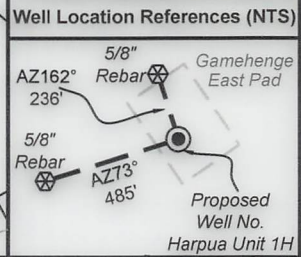 Well Location References (NTS)
5/8"
Rebar
Gamehenge
East Pad
AZ162°
236'
5/8"
Rebar
AZ73°
485'
Proposed
Well No.
Harpua Unit 1H